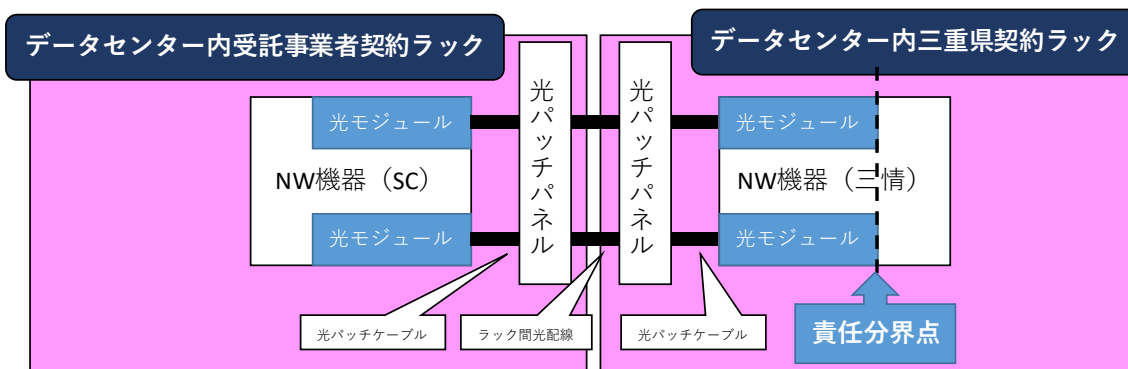 データセンター内受託事業者契約ラック
データセンター内三重県契約ラック
光パッチパネル
光パッチパネル
光モジュール
光モジュール
NW機器（SC）
NW機器（三情）
光モジュール
光モジュール
光パッチケーブル
ラック間光配線
光パッチケーブル
責任分界点